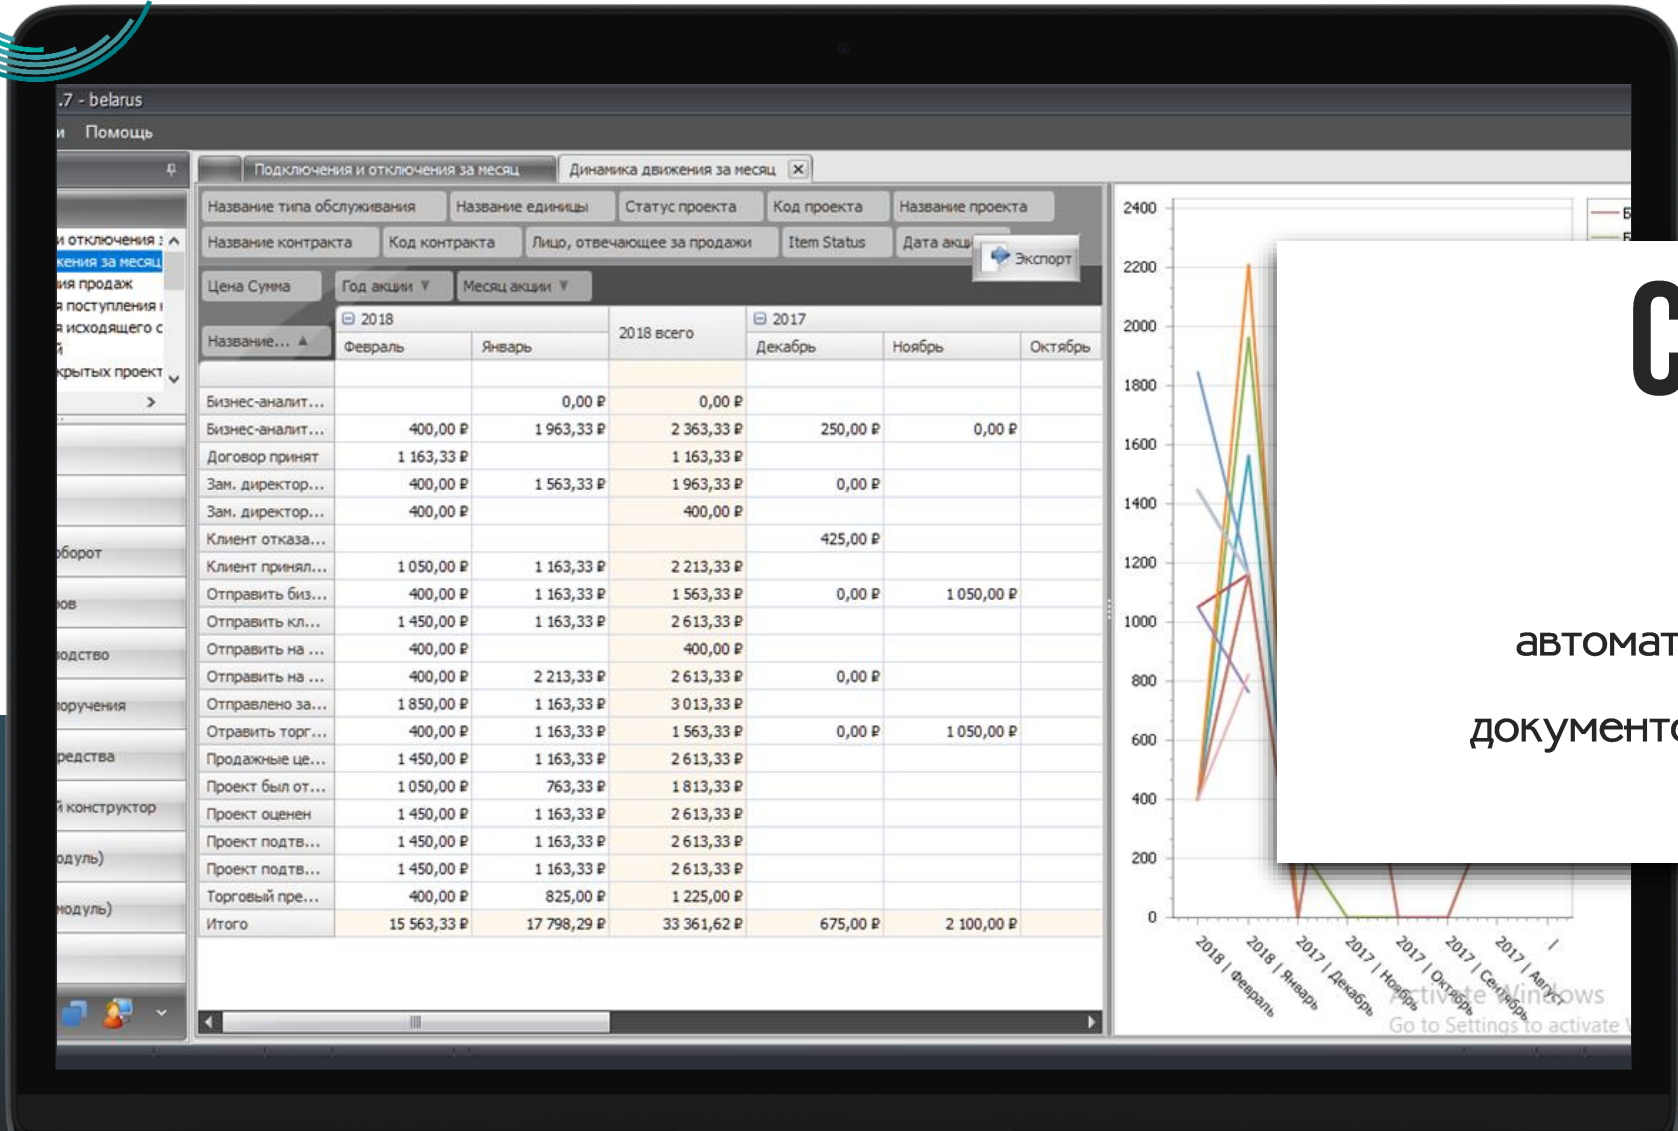 .7 - belarus
и Помощь
Подключения и отключения за месяц Динамика движения за месяц
Название типа обслуживания Название единицы Статус проекта Код проекта Название проекта
Название контракта Код контракта Лицо, отвечающее за продажи Item Status Дата акци
Экспорт
Цена Сумма Год акции Месяц акции
Название...
2018 2018 всего 2017
Февраль Январь Декабрь Ноябрь Октябрь
Бизнес-аналит... 0,00 ₽ 0,00 ₽
Бизнес-аналит... 400,00 ₽ 1 963,33 ₽ 2 363,33 ₽ 250,00 ₽ 0,00 ₽
Договор принят 1 163,33 ₽ 1 163,33 ₽
Зам. директор... 400,00 ₽ 1 563,33 ₽ 1 963,33 ₽ 0,00 ₽
Зам. директор... 400,00 ₽ 400,00 ₽
Клиент отказа... 425,00 ₽
Клиент принял... 1 050,00 ₽ 1 163,33 ₽ 2 213,33 ₽
Отправить биз... 400,00 ₽ 1 163,33 ₽ 1 563,33 ₽ 0,00 ₽ 1 050,00 ₽
Отправить кл... 1 450,00 ₽ 1 163,33 ₽ 2 613,33 ₽
Отправить на ... 400,00 ₽ 400,00 ₽
Отправить на ... 400,00 ₽ 2 213,33 ₽ 2 613,33 ₽ 0,00 ₽
Отправлено за... 1 850,00 ₽ 1 163,33 ₽ 3 013,33 ₽
Отравить торг... 400,00 ₽ 1 163,33 ₽ 1 563,33 ₽ 0,00 ₽ 1 050,00 ₽
Продажные це... 1 450,00 ₽ 1 163,33 ₽ 2 613,33 ₽
Проект был от... 1 050,00 ₽ 763,33 ₽ 1 813,33 ₽
Проект оценен 1 450,00 ₽ 1 163,33 ₽ 2 613,33 ₽
Проект подтв... 1 450,00 ₽ 1 163,33 ₽ 2 613,33 ₽
Проект подтв... 1 450,00 ₽ 1 163,33 ₽ 2 613,33 ₽
Торговый пре... 400,00 ₽ 825,00 ₽ 1 225,00 ₽
Итого 15 563,33 ₽ 17 798,29 ₽ 33 361,62 ₽ 675,00 ₽ 2 100,00 ₽
и отключения з
жения за месяц
ия продаж
я поступления
я исходящего с
й
крытых проект
оборот
ров
водство
поручения
редства
й конструктор
одуль)
модуль)
2400
2200
2000
1800
1600
1400
1200
1000
800
600
400
200
0
2018 | Февраль
2018 | Январь
2017 | Декабрь
2017 | Ноябрь
2017 | Октябрь
2017 | Сентябрь
2017 | Август
Б
С
автомат
документо
Activate Windows
Go to Settings to activate